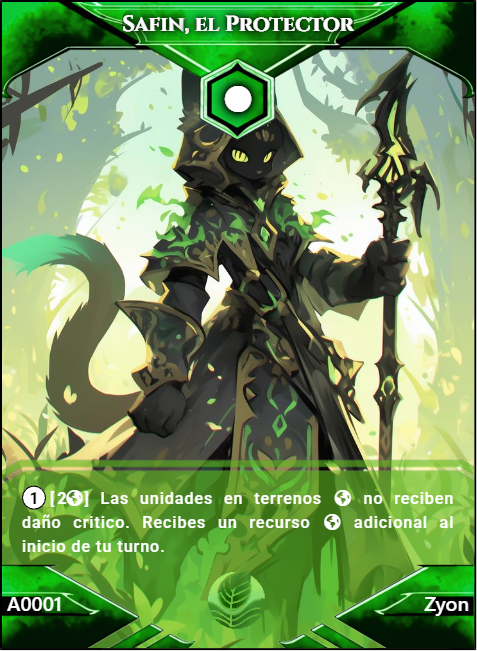 Safin, el Protector
1 [2🌎] Las unidades en terrenos 🌎 no reciben
daño critico. Recibes un recurso 🌎 adicional al
inicio de tu turno.
A0001
Zyon